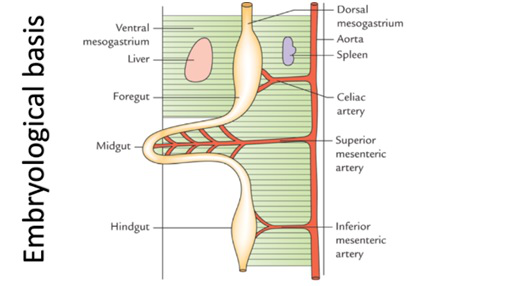 Embryological basis
Ventral
mesogastrium
Liver
Foregut
Midgut
Hindgut
Dorsal
mesogastrium
Aorta
Spleen
Celiac
artery
Superior
mesenteric
artery
Inferior
mesenteric
artery